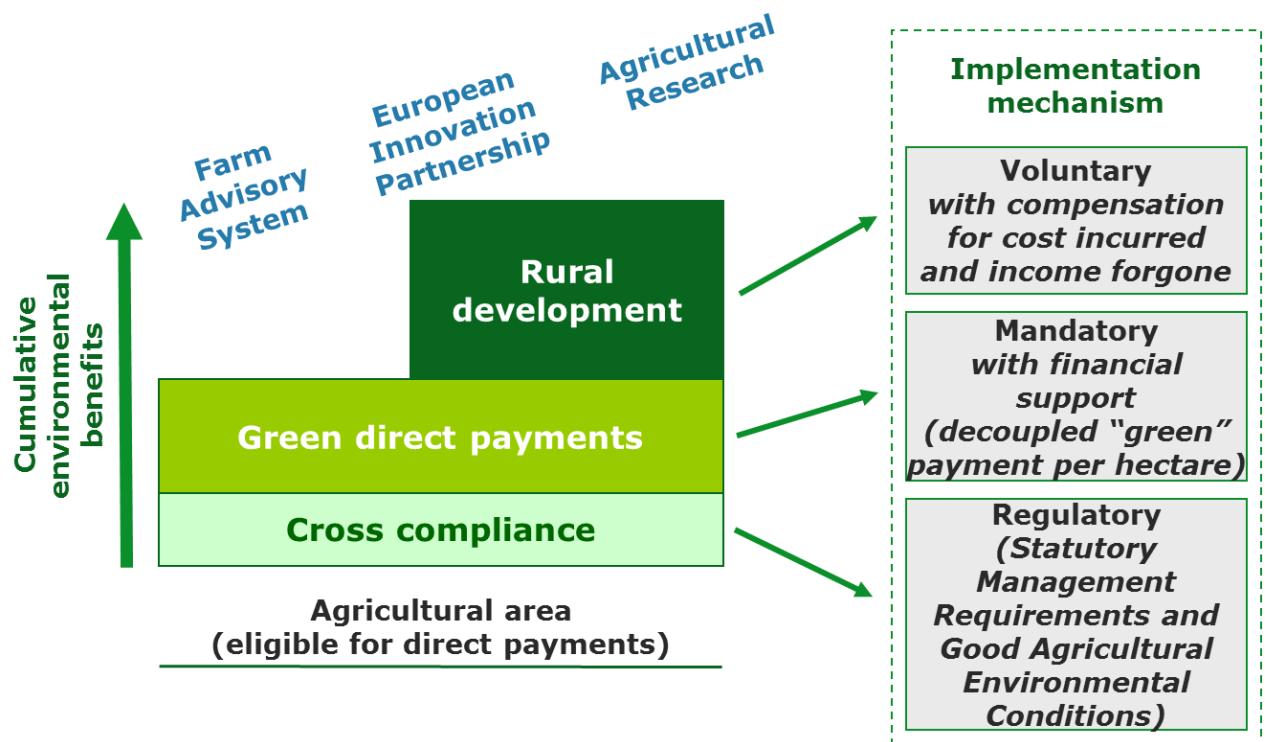 Farm
Advisory
System
European
Innovation
Partnership
Agricultural
Research
Cumulative
environmental
benefits
Rural
development
Green direct payments
Cross compliance
Agricultural area
(eligible for direct payments)
Implementation
mechanism
Voluntary
with compensation
for cost incurred
and income forgone
Mandatory
with financial
support
(decoupled “green”
payment per hectare)
Regulatory
(Statutory
Management
Requirements and
Good Agricultural
Environmental
Conditions)